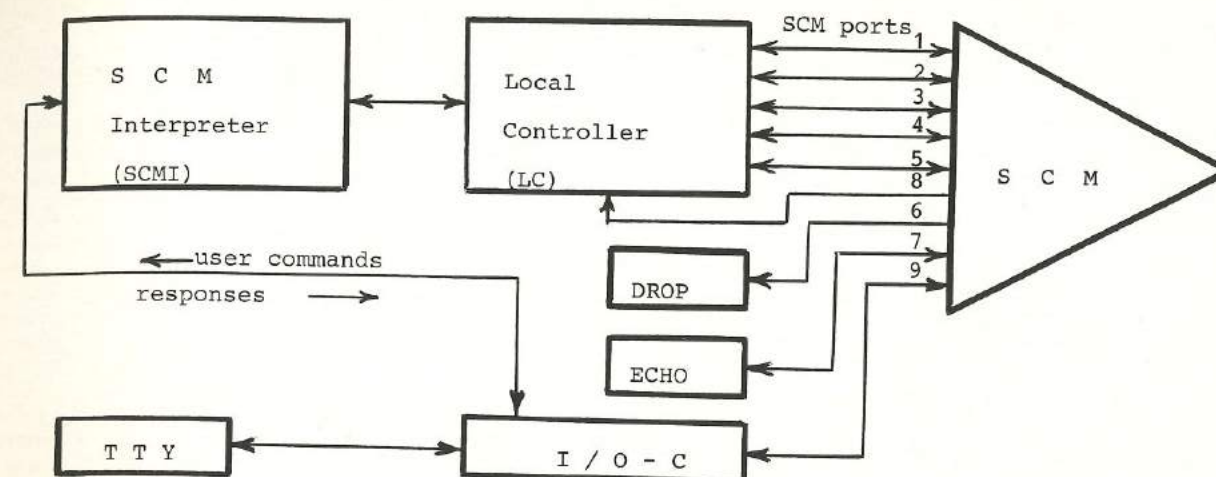 SCM ports
S C M
Interpreter
(SCMI)
Local
Controller
(LC)
1
2
3
4
5
8
6
7
9
S C M
←user commands
responses →
DROP
ECHO
T T Y
I / O - C